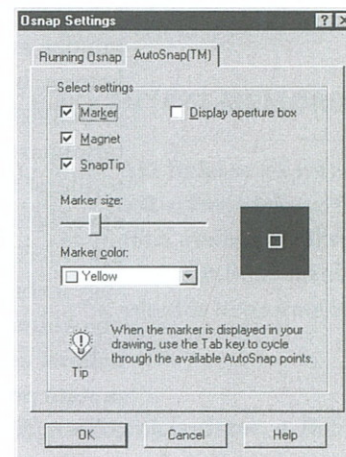 Osnap Settings
Running Osnap
AutoSnap(TM)
Select settings
Marker
Display aperture box
Magnet
SnapTip
Marker size:
Marker color:
Yellow
When the marker is displayed in your
drawing, use the Tab key to cycle
through the available AutoSnap points.
Tip
OK
Cancel
Help